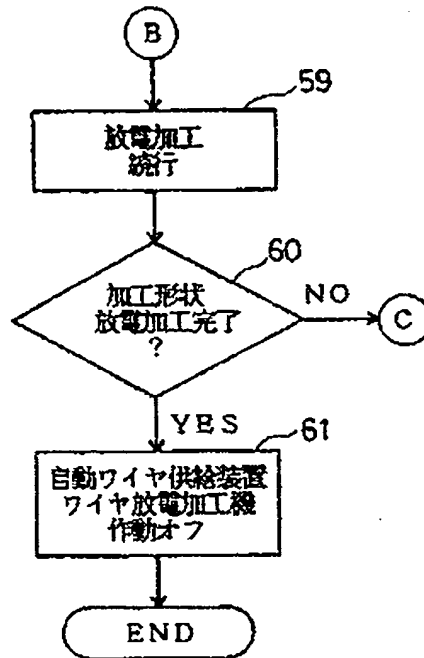 B
59
放電加工
続行
60
加工形状
放電加工完了
?
NO
C
YES
61
自動ワイヤ供給装置
ワイヤ放電加工機
作動オフ
END